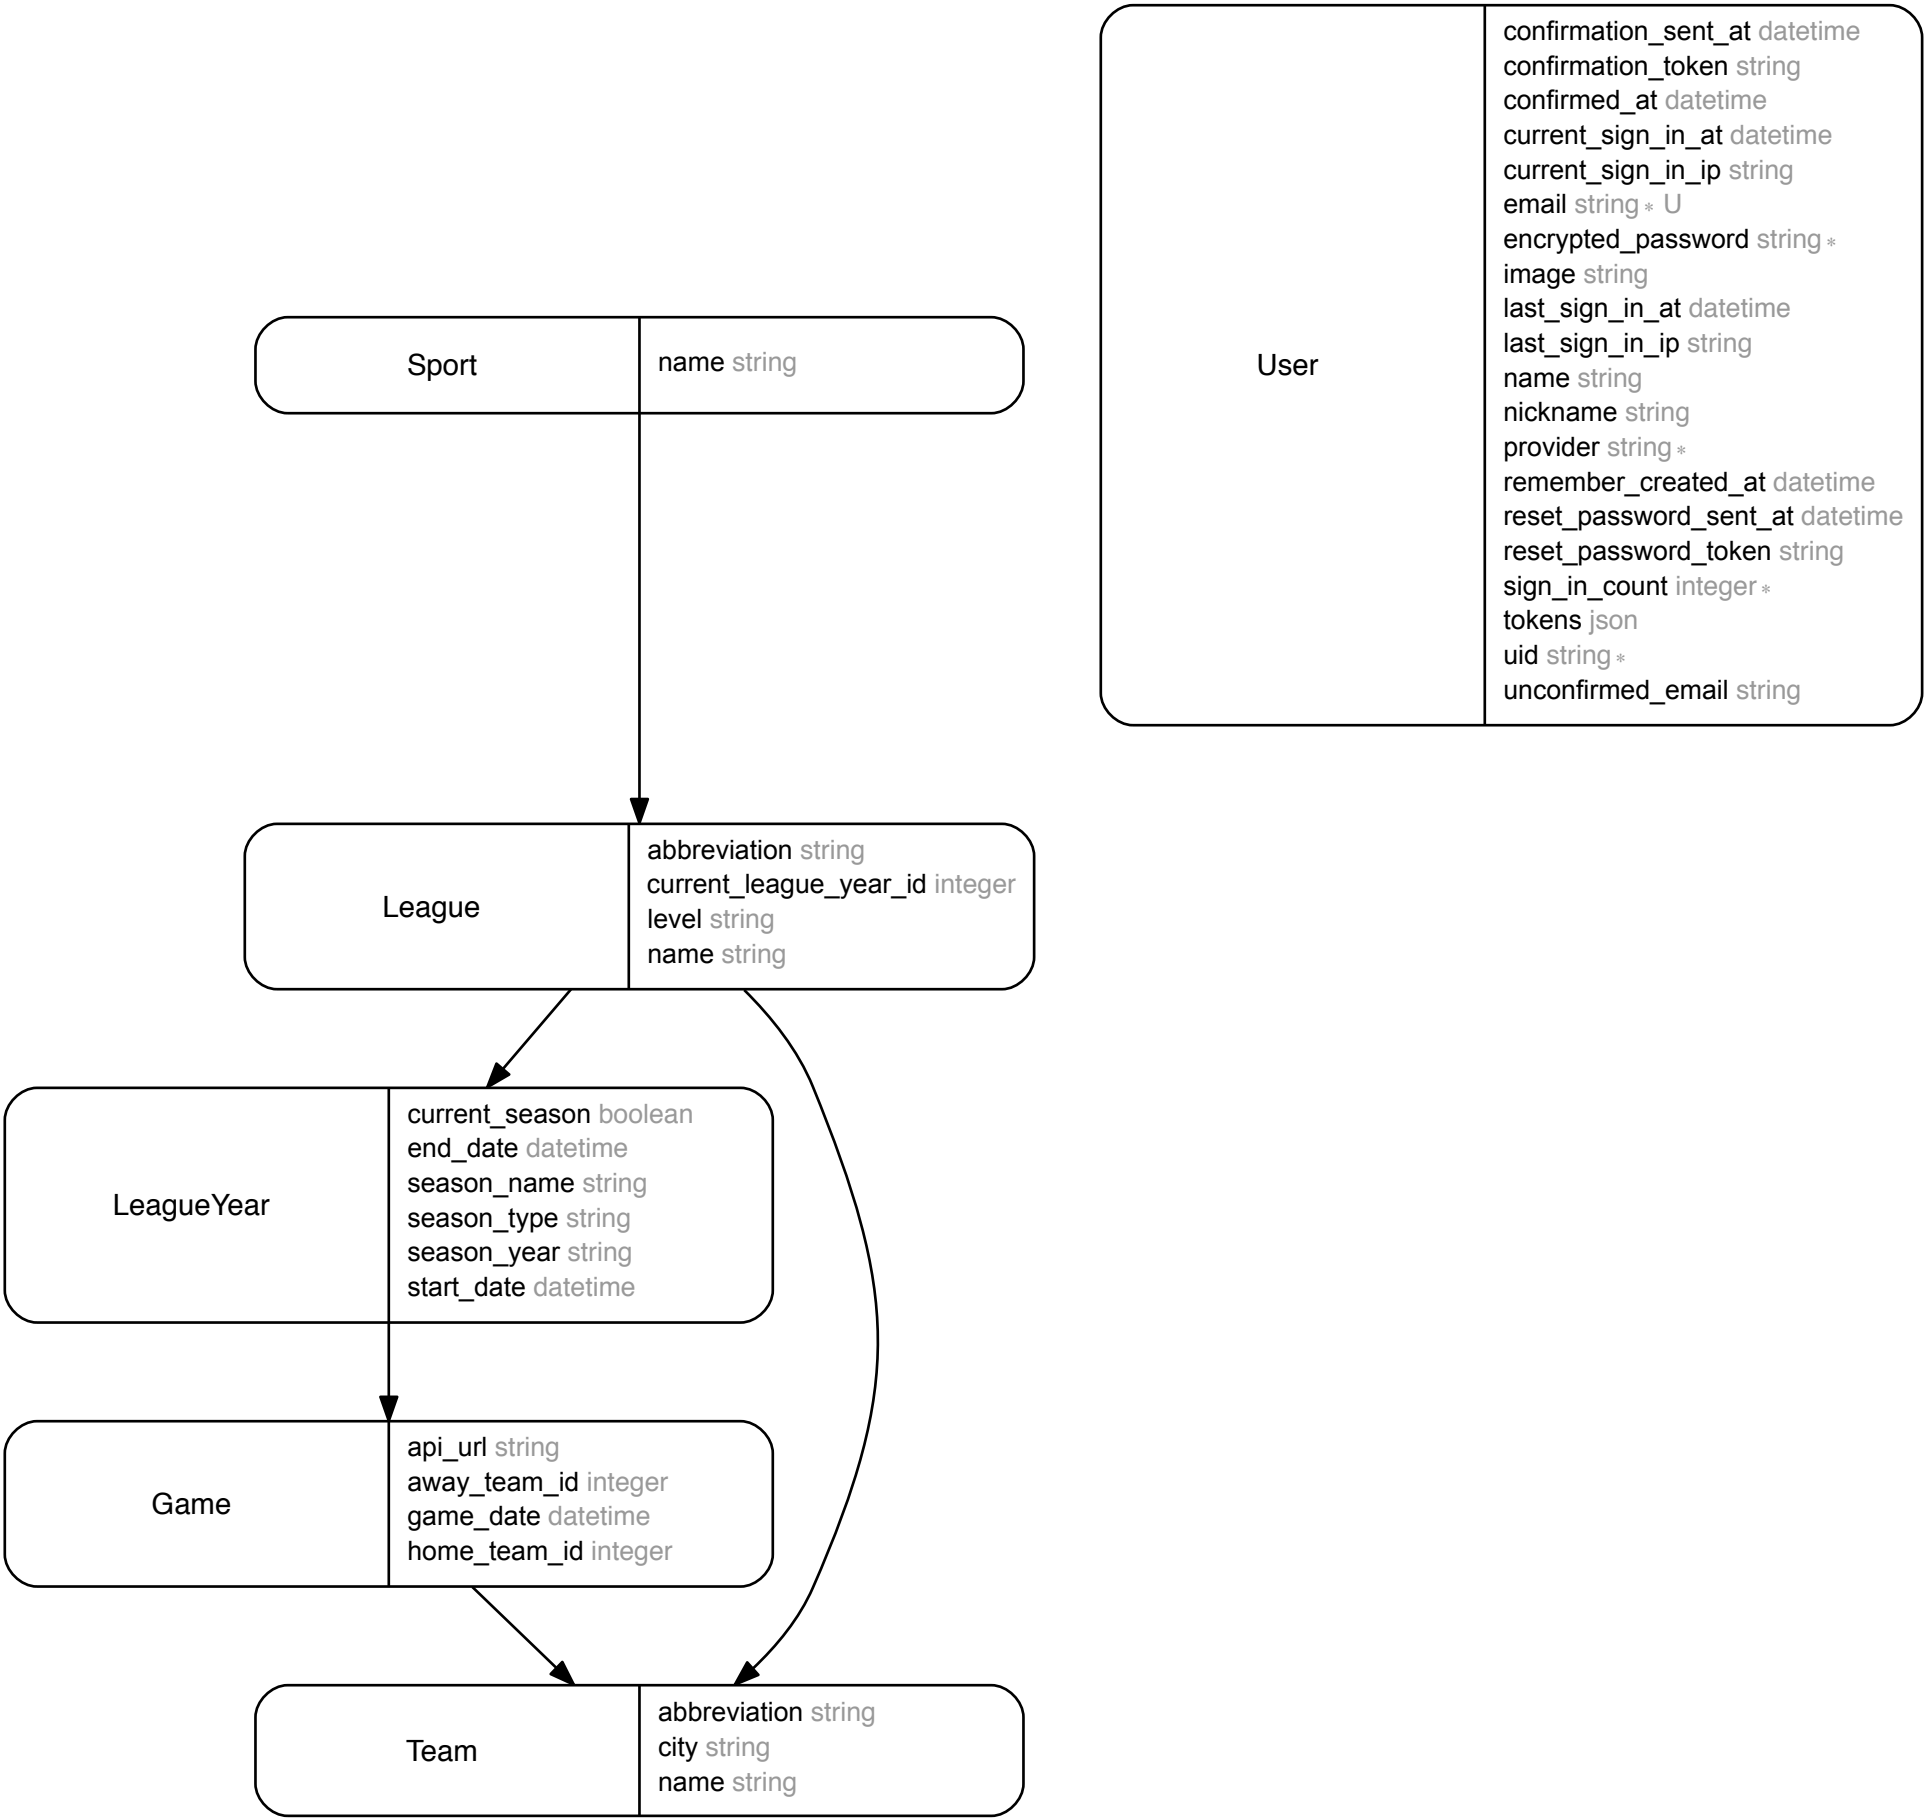 Sport
name string
User
confirmation_sent_at datetime
confirmation_token string
confirmed_at datetime
current_sign_in_at datetime
current_sign_in_ip string
email string * U
encrypted_password string *
image string
last_sign_in_at datetime
last_sign_in_ip string
name string
nickname string
provider string *
remember_created_at datetime
reset_password_sent_at datetime
reset_password_token string
sign_in_count integer *
tokens json
uid string *
unconfirmed_email string
League
abbreviation string
current_league_year_id integer
level string
name string
LeagueYear
current_season boolean
end_date datetime
season_name string
season_type string
season_year string
start_date datetime
Game
api_url string
away_team_id integer
game_date datetime
home_team_id integer
Team
abbreviation string
city string
name string